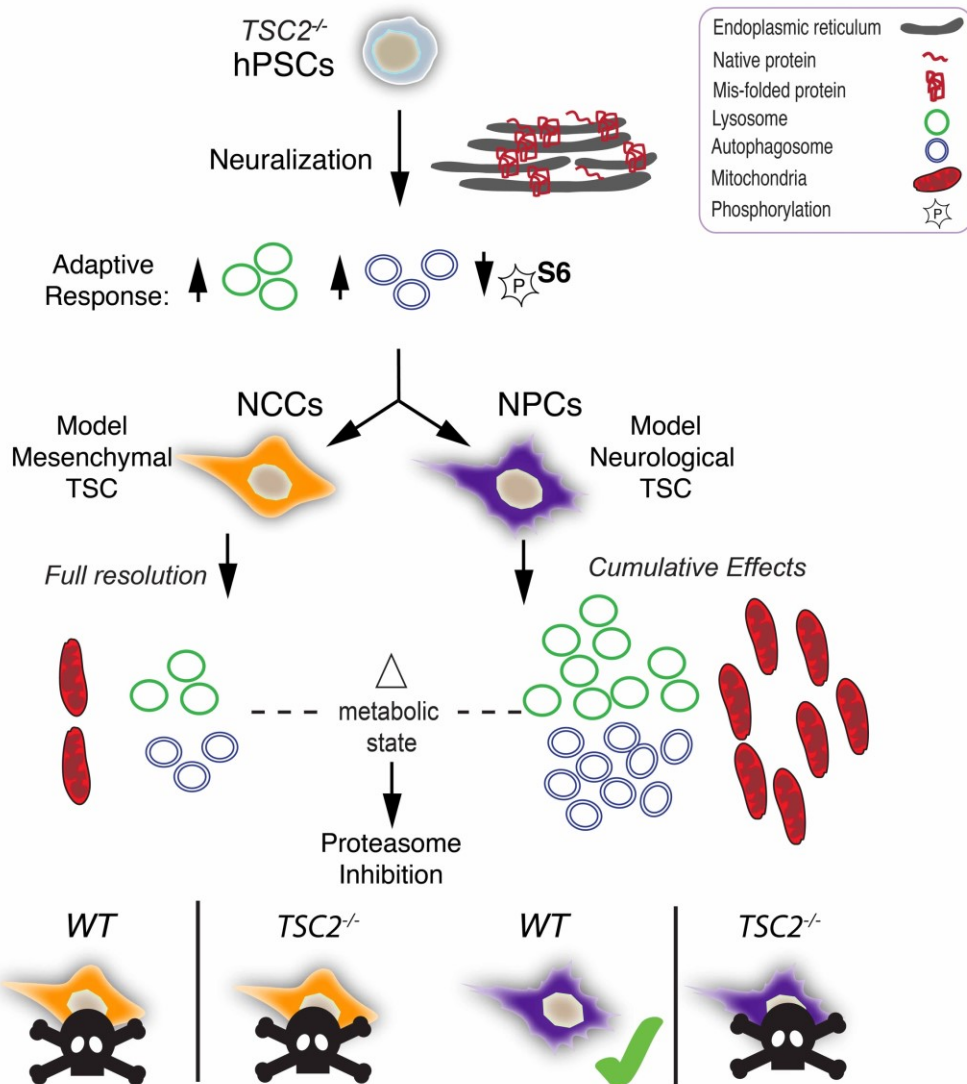 TSC2-/-
hPSCs
Neuralization
Endoplasmic reticulum
Native protein
Mis-folded protein
Lysosome
Autophagosome
Mitochondria
Phosphorylation
P
Adaptive
Response:
P
S6
NCCs
NPCs
Model
Mesenchymal
TSC
Model
Neurological
TSC
Full resolution
Cumulative Effects
△
metabolic
state
Proteasome
Inhibition
WT
TSC2-/-
WT
TSC2-/-